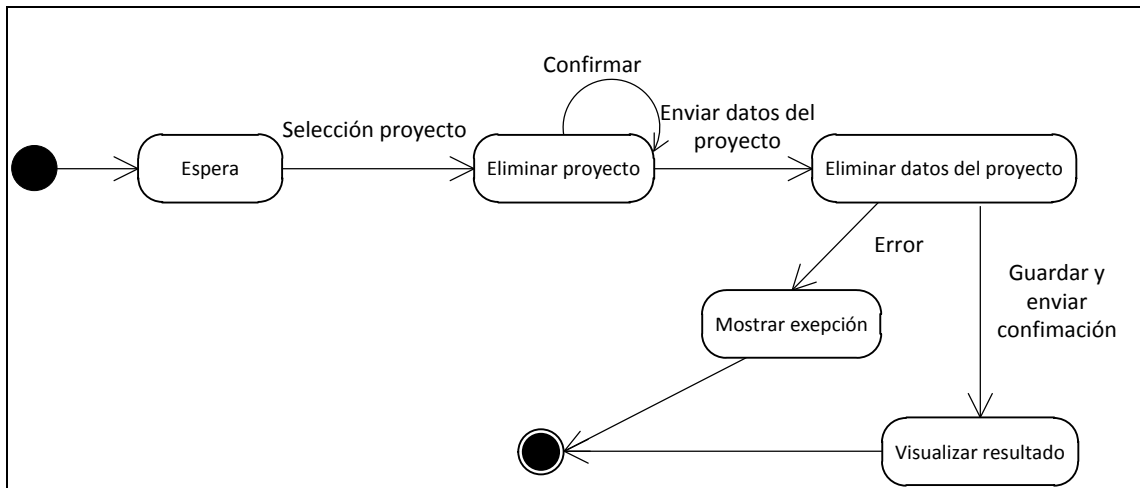 Confirmar
Selección proyecto
Enviar datos del
proyecto
Espera
Eliminar proyecto
Eliminar datos del proyecto
Error
Guardar y
enviar
confimación
Mostrar exepción
Visualizar resultado